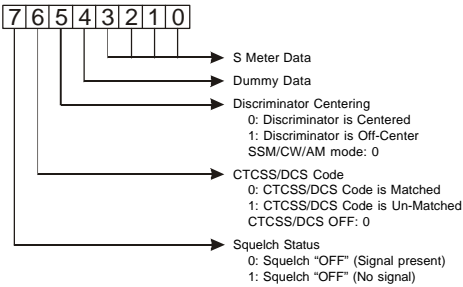 7 6 5 4 3 2 1 0
S Meter Data
Dummy Data
Discriminator Centering
0: Discriminator is Centered
1: Discriminator is Off-Center
SSM/CW/AM mode: 0
CTCSS/DCS Code
0: CTCSS/DCS Code is Matched
1: CTCSS/DCS Code is Un-Matched
CTCSS/DCS OFF: 0
Squelch Status
0: Squelch “OFF” (Signal present)
1: Squelch “OFF” (No signal)